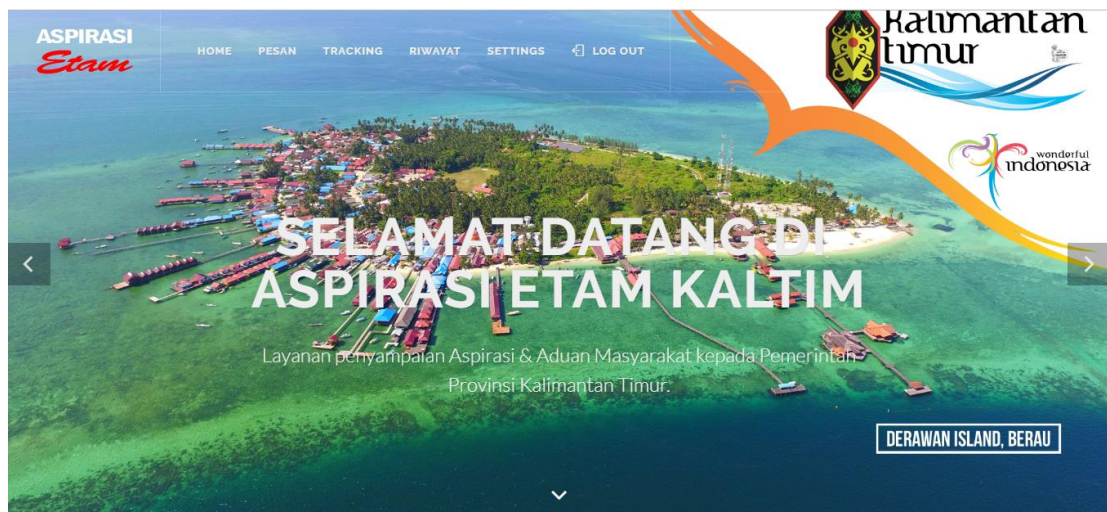 ASPIRASI
Etam
HOME PESAN TRACKING RIWAYAT SETTINGS LOG OUT
Kalimantan
timur
wonderful
indonesia
SELAMAT DATANG DI
ASPIRASI ETAM KALTIM
Layanan penyampaian Aspirasi & Aduan Masyarakat kepada Pemerintah
Provinsi Kalimantan Timur.
DERAWAN ISLAND, BERAU